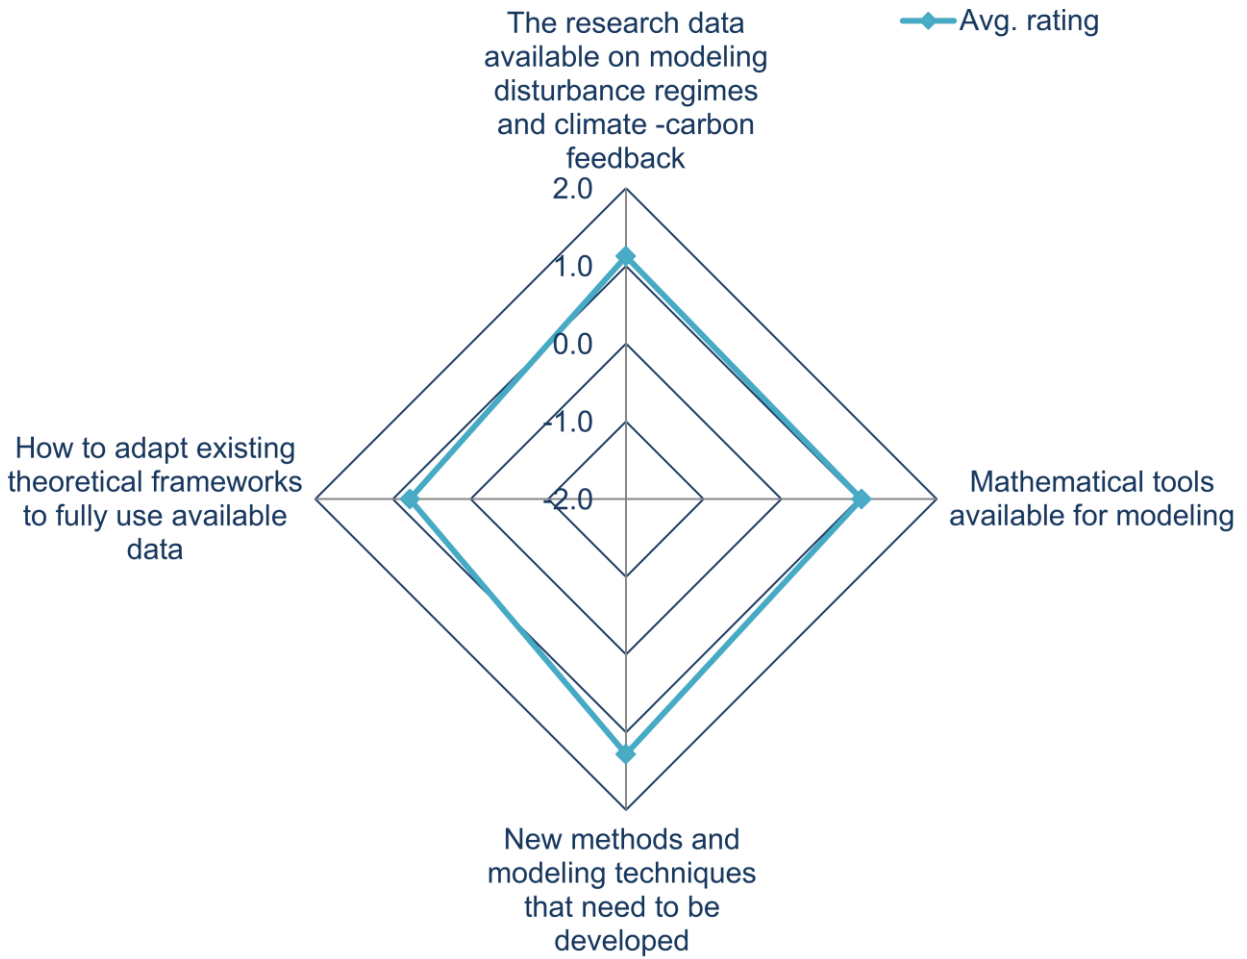 The research data
available on modeling
disturbance regimes
and climate -carbon
feedback
Avg. rating
2.0
1.0
0.0
-1.0
-2.0
How to adapt existing
theoretical frameworks
to fully use available
data
Mathematical tools
available for modeling
New methods and
modeling techniques
that need to be
developed